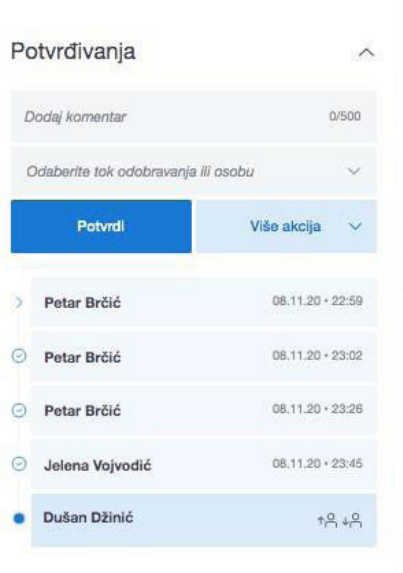 Potvrđivanja
Dodaj komentar 0/500
Odaberite tok odobravanja ili osobu
Potvrdi Više akcija
Petar Brčić 08.11.20 • 22:59
Petar Brčić 08.11.20 • 23:02
Petar Brčić 08.11.20 • 23:26
Jelena Vojvodić 08.11.20 • 23:45
Dušan Džinić